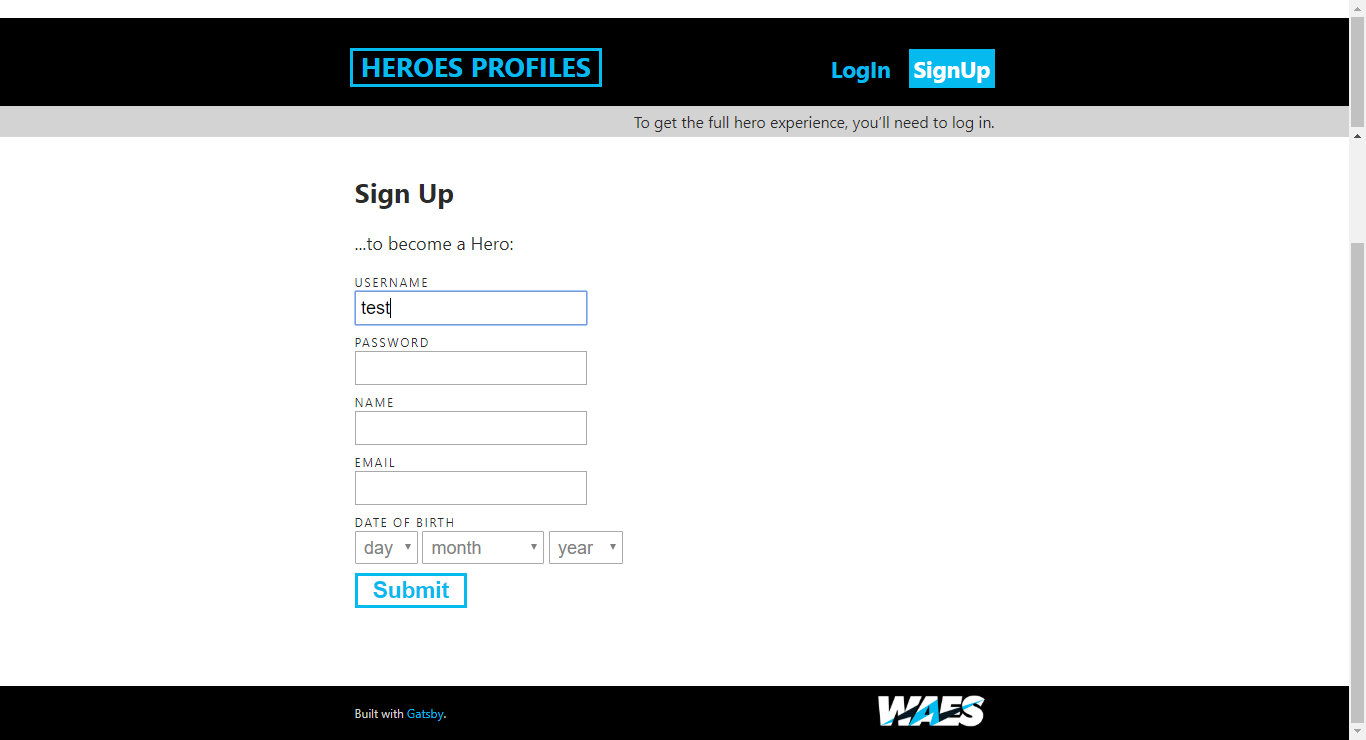 HEROES PROFILES
LogIn SignUp
To get the full hero experience, you'll need to log in.
Sign Up
...to become a Hero:
USERNAME
test
PASSWORD
NAME
EMAIL
DATE OF BIRTH
day month year
Submit
Built with Gatsby.
WAES